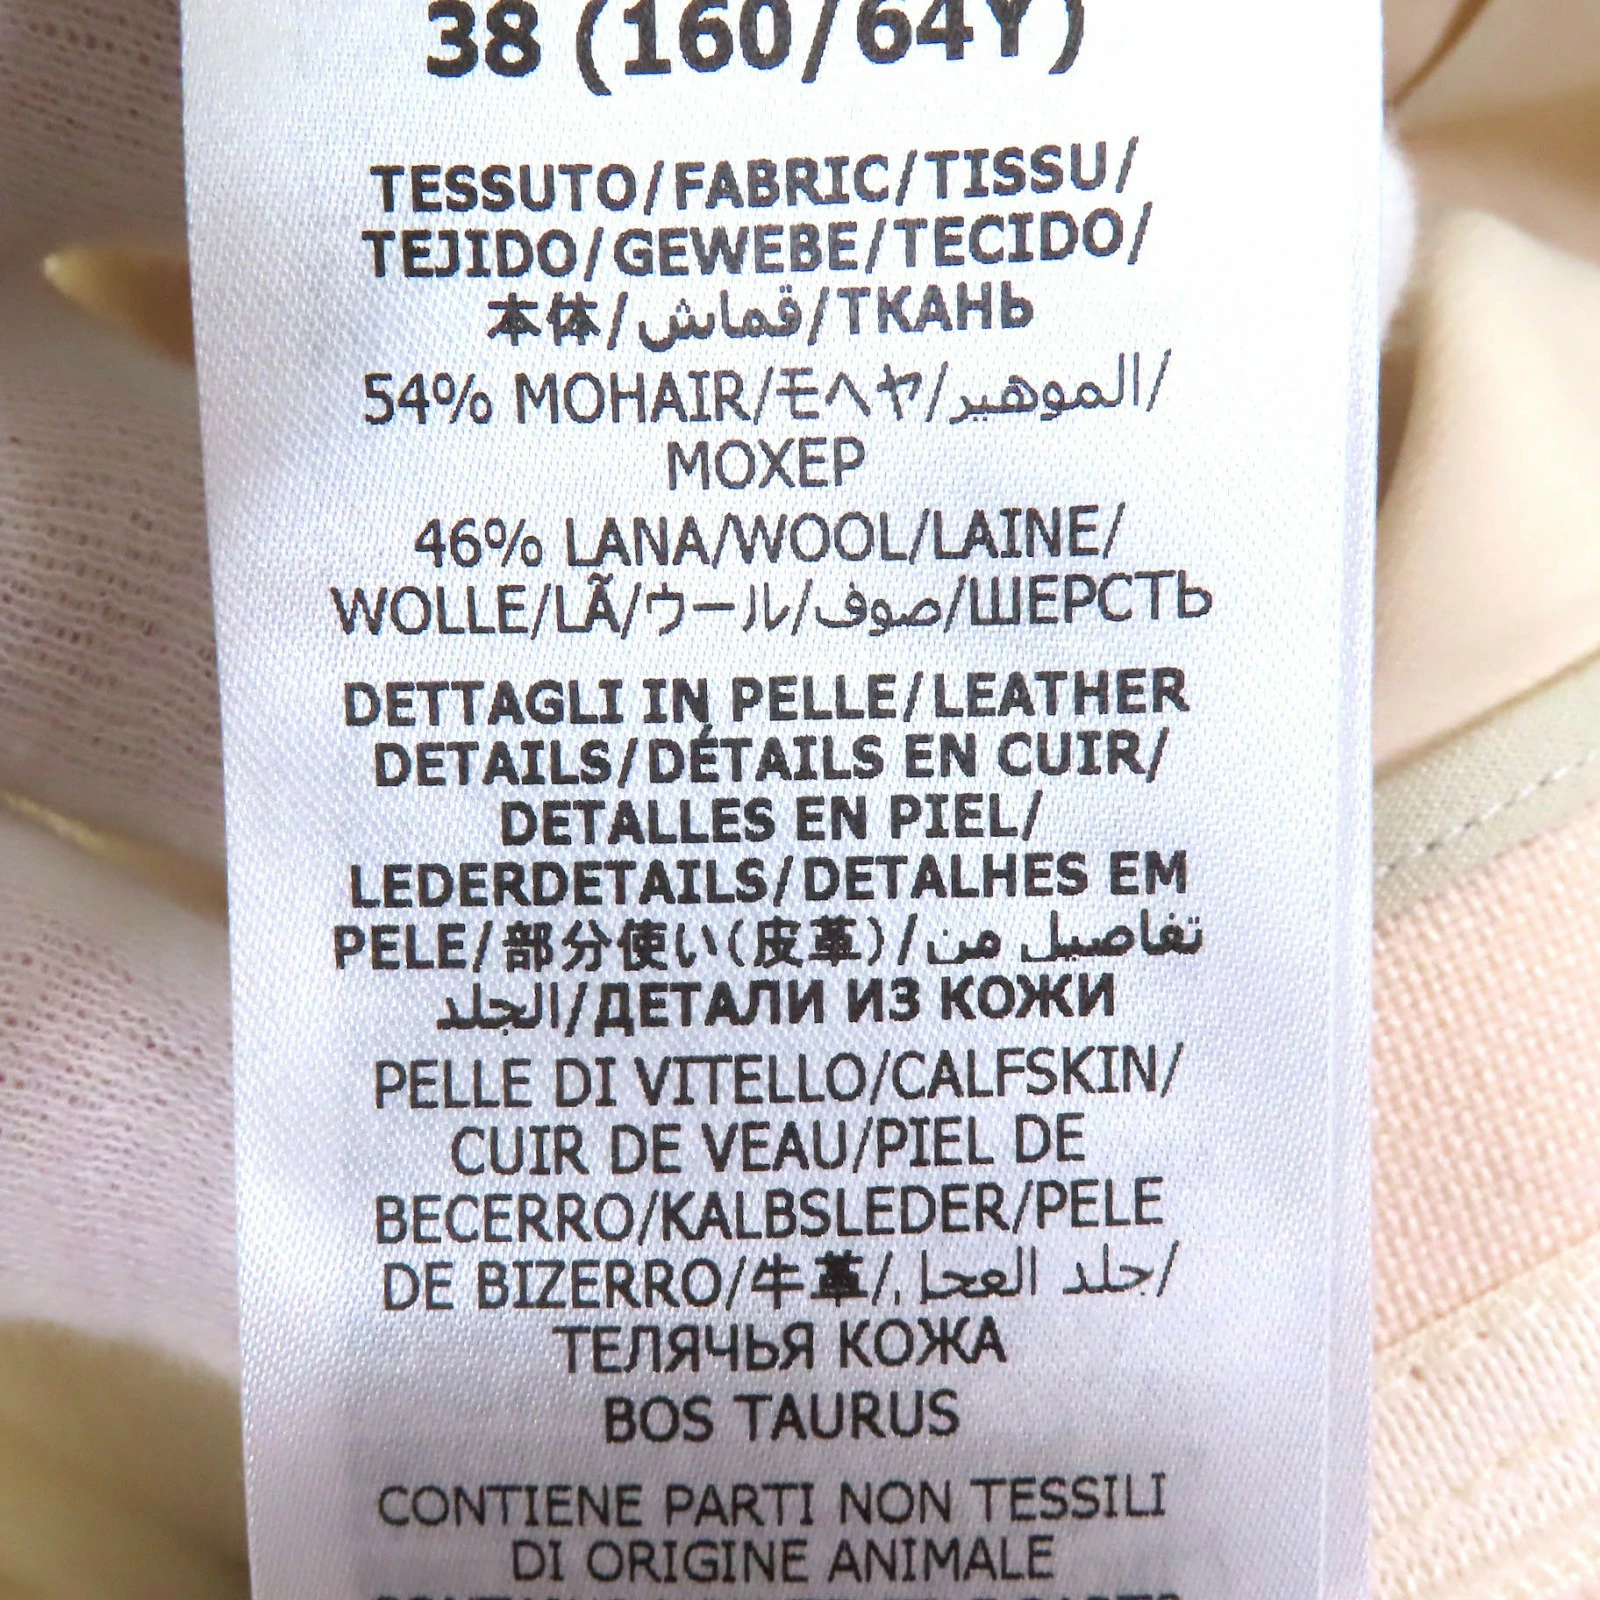 38 (160/64Y)
TESSUTO/FABRIC/TISSU/
TEJIDO/GEWEBE/TECIDO/
本体/قماش/ТКАНЬ
54% MOHAIR/モヘヤ/الموهير/
МОХЕР
46% LANA/WOOL/LAINE/
WOLLE/LÃ/ウール/صوف/ШЕРСТЬ
DETTAGLI IN PELLE/LEATHER
DETAILS/DÉTAILS EN CUIR/
DETALLES EN PIEL/
LEDERDETAILS/DETALHES EM
PELE/部分使い(皮革)/تفاصيل من
الجلد/ДЕТАЛИ ИЗ КОЖИ
PELLE DI VITELLO/CALFSKIN/
CUIR DE VEAU/PIEL DE
BECERRO/KALBSLEDER/PELE
DE BIZERRO/牛革/جلد العجل/
ТЕЛЯЧЬЯ КОЖА
BOS TAURUS
CONTIENE PARTI NON TESSILI
DI ORIGINE ANIMALE